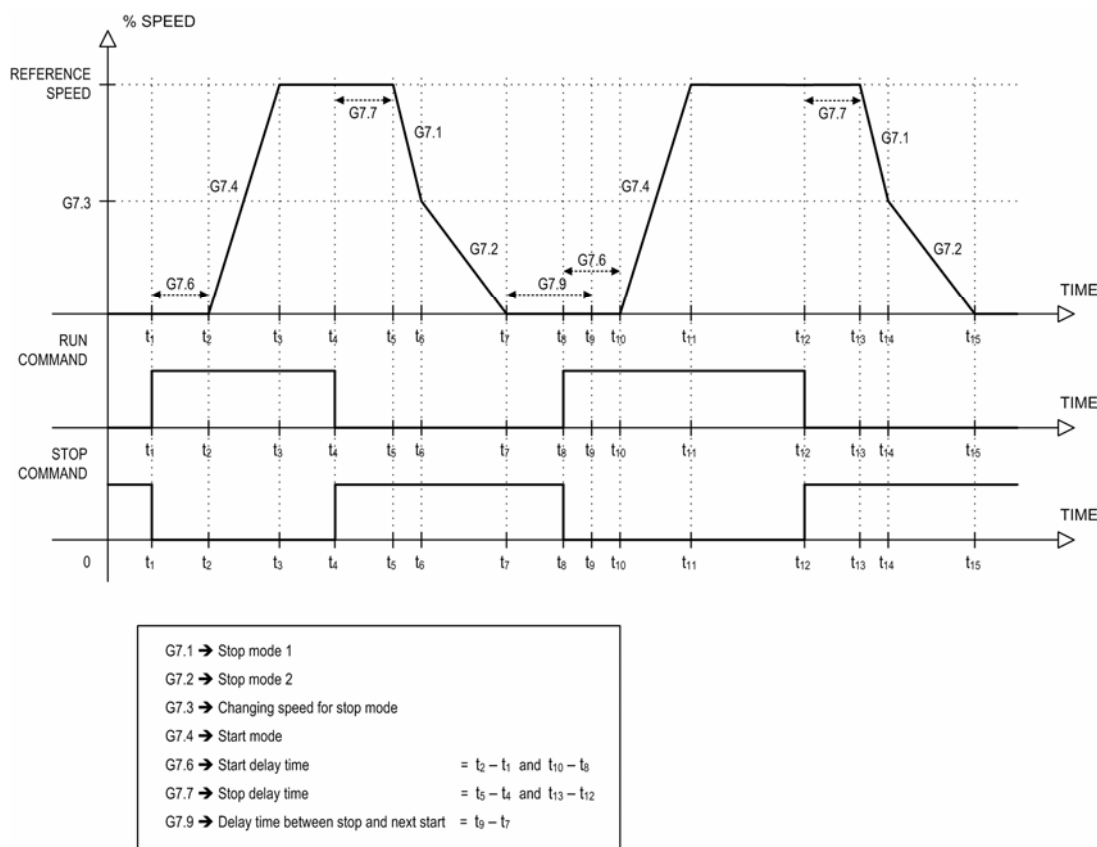 % SPEED
REFERENCE
SPEED
G7.7
G7.7
G7.1
G7.1
G7.4
G7.4
G7.3
G7.2
G7.2
G7.6
G7.6
G7.9
TIME
t₁ t₂ t₃ t₄ t₅ t₆ t₇ t₈ t₉ t₁₀ t₁₁ t₁₂ t₁₃ t₁₄ t₁₅
RUN
COMMAND
TIME
t₁ t₂ t₃ t₄ t₅ t₆ t₇ t₈ t₉ t₁₀ t₁₁ t₁₂ t₁₃ t₁₄ t₁₅
STOP
COMMAND
TIME
0 t₁ t₂ t₃ t₄ t₅ t₆ t₇ t₈ t₉ t₁₀ t₁₁ t₁₂ t₁₃ t₁₄ t₁₅
G7.1 ➔ Stop mode 1
G7.2 ➔ Stop mode 2
G7.3 ➔ Changing speed for stop mode
G7.4 ➔ Start mode
G7.6 ➔ Start delay time = t₂ – t₁ and t₁₀ – t₈
G7.7 ➔ Stop delay time = t₅ – t₄ and t₁₃ – t₁₂
G7.9 ➔ Delay time between stop and next start = t₉ – t₇